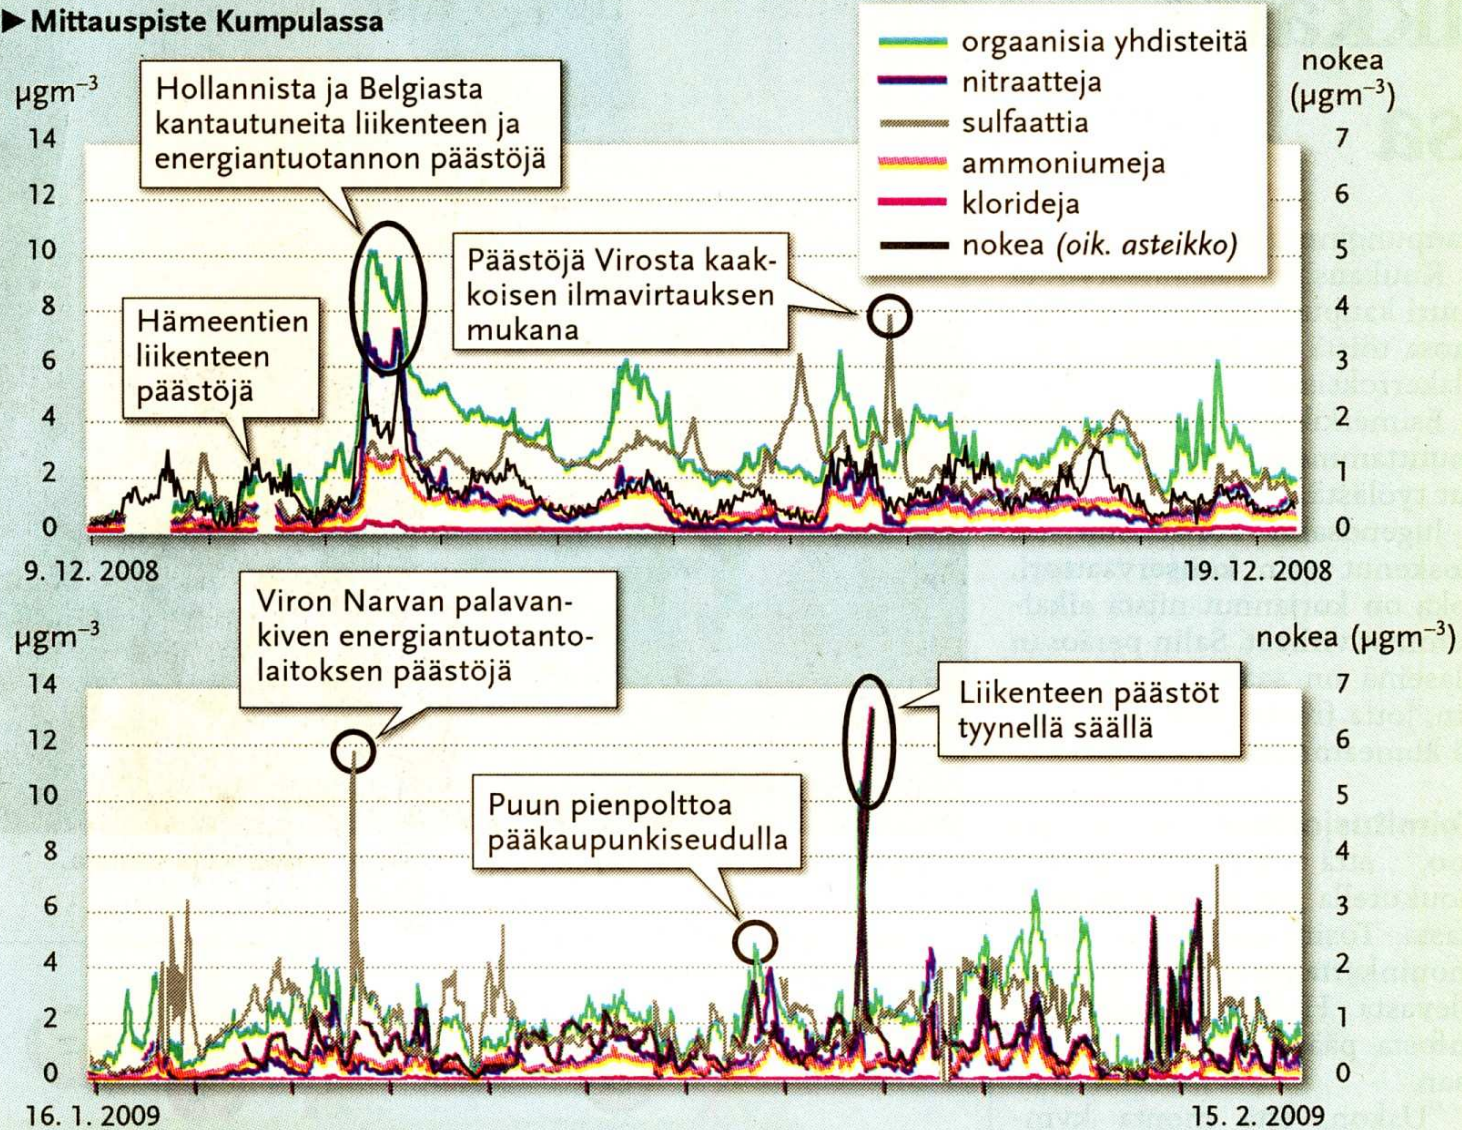 ▶ Mittauspiste Kumpulassa
µgm⁻³
14
12
10
8
6
4
2
0
Hollannista ja Belgiasta
kantautuneita liikenteen ja
energiantuotannon päästöjä
Hämeentien
liikenteen
päästöjä
Päästöjä Virosta kaak-
koisen ilmavirtauksen
mukana
orgaanisia yhdisteitä
nitraatteja
sulfaattia
ammoniumeja
klorideja
nokea (oik. asteikko)
nokea
(µgm⁻³)
7
6
5
4
3
2
1
0
9. 12. 2008
19. 12. 2008
µgm⁻³
14
12
10
8
6
4
2
0
Viron Narvan palavan-
kiven energiantuotanto-
laitoksen päästöjä
Puun pienpolttoa
pääkaupunkiseudulla
Liikenteen päästöt
tyynellä säällä
nokea (µgm⁻³)
7
6
5
4
3
2
1
0
16. 1. 2009
15. 2. 2009